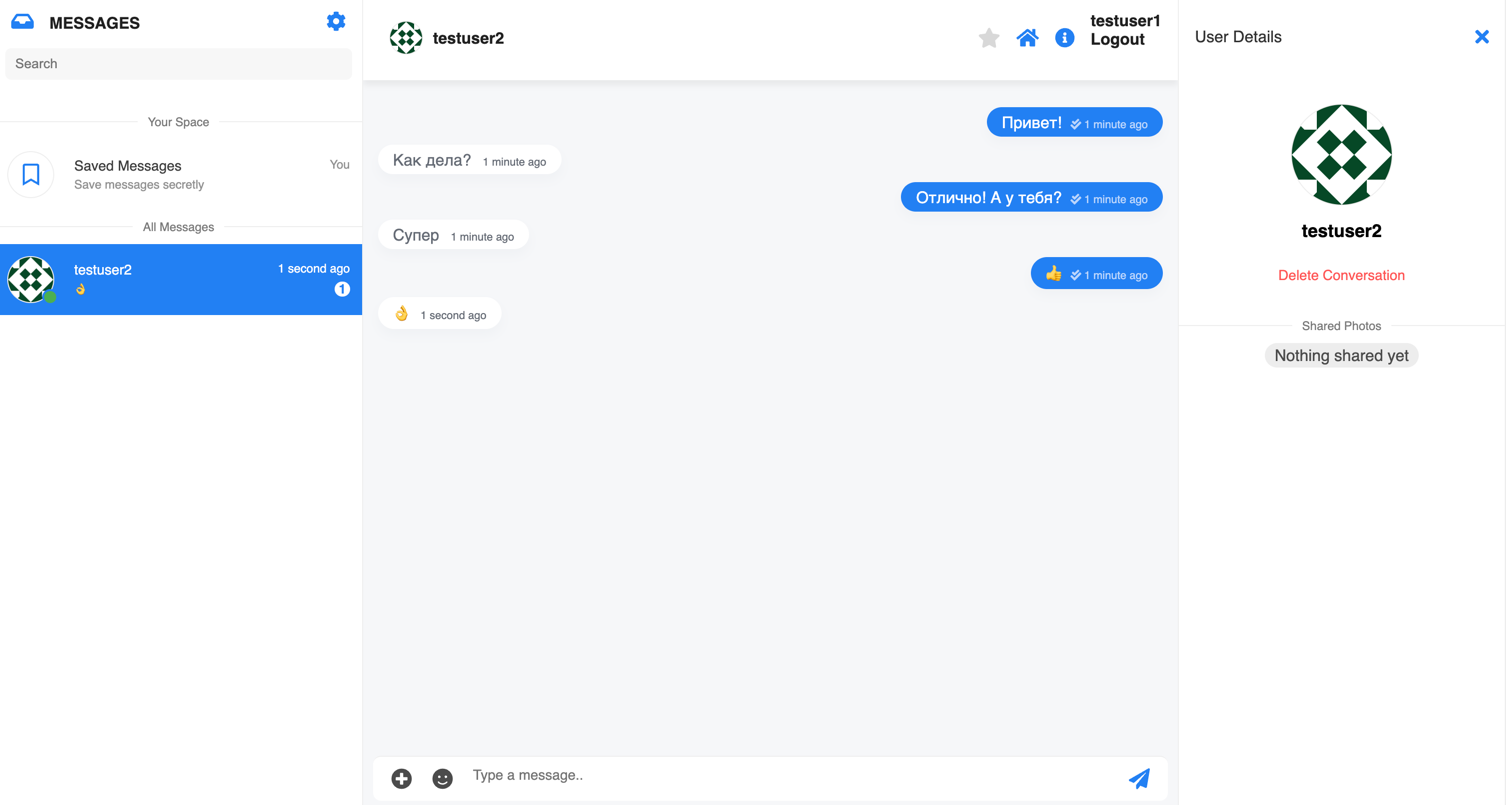 MESSAGES
Search
Your Space
Saved Messages
You
Save messages secretly
All Messages
testuser2
1 second ago
👌
1
testuser2
testuser1
Logout
Привет! 1 minute ago
Как дела? 1 minute ago
Отлично! А у тебя? 1 minute ago
Супер 1 minute ago
👍 1 minute ago
👌 1 second ago
Type a message..
User Details
testuser2
Delete Conversation
Shared Photos
Nothing shared yet